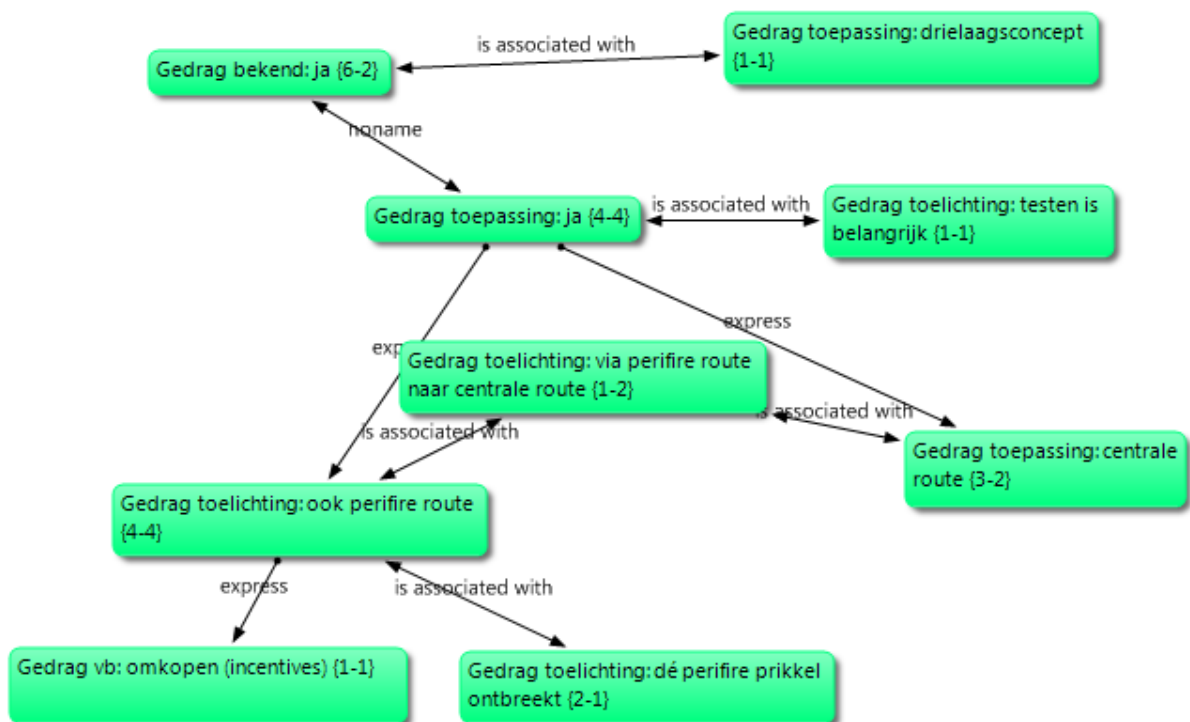 Gedrag toepassing: drielaagsconcept
{1-1}
is associated with
Gedrag bekend: ja {6-2}
noname
Gedrag toepassing: ja {4-4}
is associated with
Gedrag toelichting: testen is
belangrijk {1-1}
express
Gedrag toelichting: via perifire route
naar centrale route {1-2}
is associated with
is associated with
Gedrag toepassing: centrale
route {3-2}
Gedrag toelichting: ook perifire route
{4-4}
express
is associated with
Gedrag vb: omkopen (incentives) {1-1}
Gedrag toelichting: dé perifire prikkel
ontbreekt {2-1}